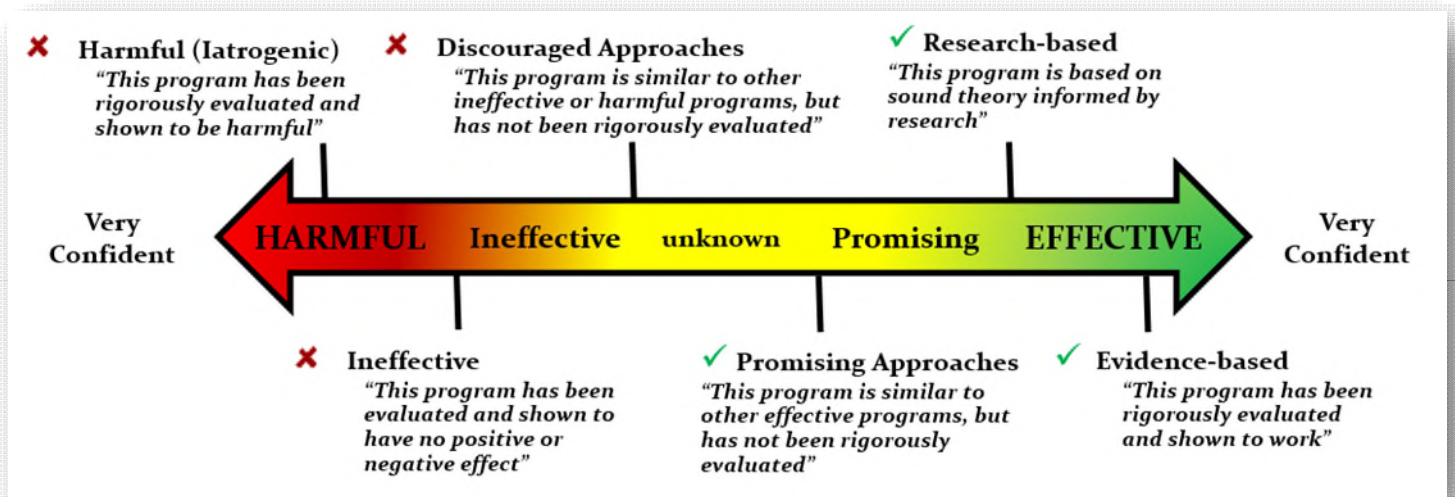 ✘ Harmful (Iatrogenic)
“This program has been
rigorously evaluated and
shown to be harmful”
✘ Discouraged Approaches
“This program is similar to other
ineffective or harmful programs, but
has not been rigorously evaluated”
✓ Research-based
“This program is based on
sound theory informed by
research”
Very
Confident
HARMFUL Ineffective unknown Promising EFFECTIVE
Very
Confident
✘ Ineffective
“This program has been
evaluated and shown to
have no positive or
negative effect”
✓ Promising Approaches
“This program is similar to
other effective programs, but
has not been rigorously
evaluated”
✓ Evidence-based
“This program has been
rigorously evaluated
and shown to work”